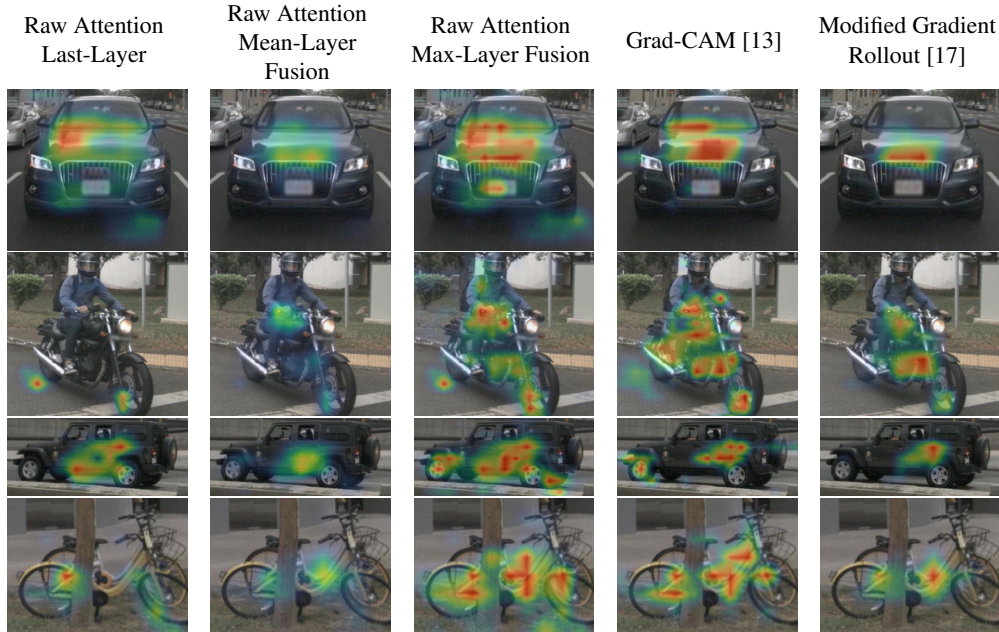 Raw Attention
Last-Layer
Raw Attention
Mean-Layer
Fusion
Raw Attention
Max-Layer Fusion
Grad-CAM [13]
Modified Gradient
Rollout [17]